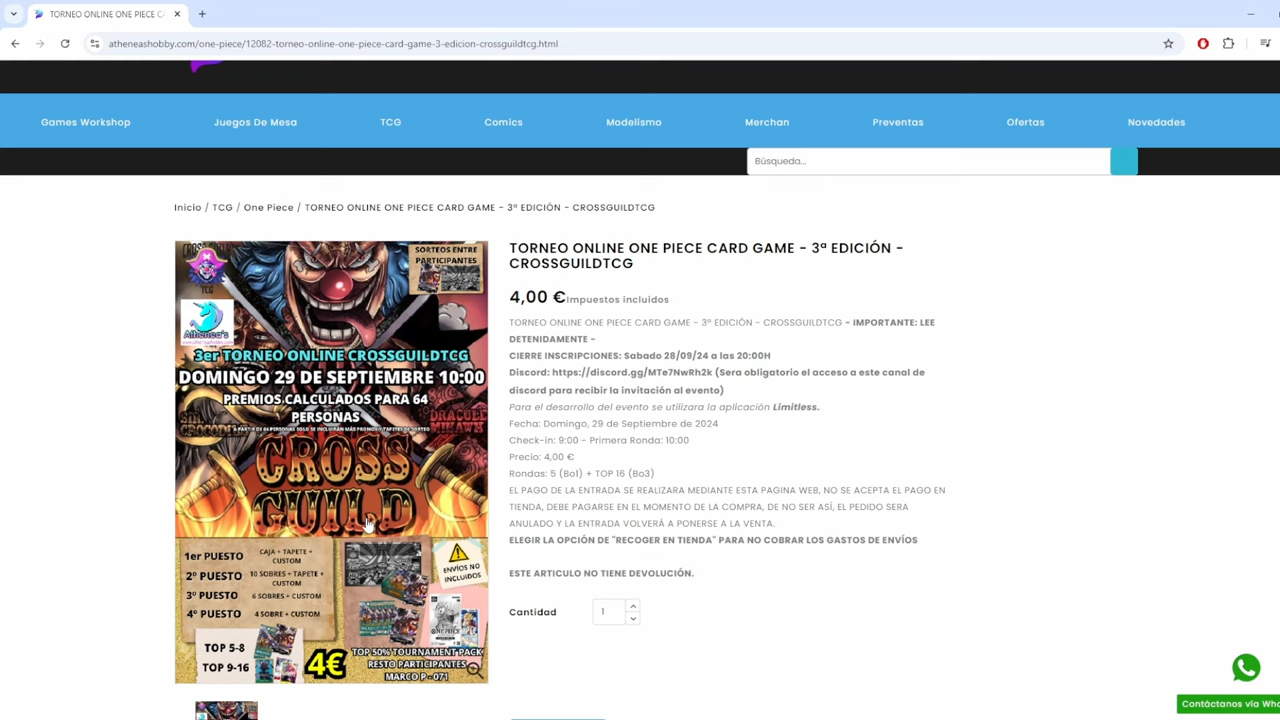 TORNEO ONLINE ONE PIECE C
atheneashobby.com/one-piece/12082-torneo-online-one-piece-card-game-3-edicion-crossguildtcg.html
Games Workshop
Juegos De Mesa
TCG
Comics
Modelismo
Merchan
Preventas
Ofertas
Novedades
Búsqueda...
Inicio / TCG / One Piece / TORNEO ONLINE ONE PIECE CARD GAME - 3ª EDICIÓN - CROSSGUILDTCG
SORTEOS ENTRE
PARTICIPANTES
TCG
Athenea's
3er TORNEO ONLINE CROSSGUILDTCG
DOMINGO 29 DE SEPTIEMBRE 10:00
PREMIOS CALCULADOS PARA 64
PERSONAS
CROSS
GUILD
1er PUESTO
CAJA + TAPETE +
CUSTOM
2º PUESTO
10 SOBRES + TAPETE +
CUSTOM
3º PUESTO
6 SOBRES + CUSTOM
4º PUESTO
4 SOBRE + CUSTOM
ENVÍOS NO
INCLUIDOS
TOP 5-8
TOP 9-16
4€
TOP 50% TOURNAMENT PACK
RESTO PARTICIPANTES
MARCO P-071
TORNEO ONLINE ONE PIECE CARD GAME - 3ª EDICIÓN -
CROSSGUILDTCG
4,00 €Impuestos incluidos
TORNEO ONLINE ONE PIECE CARD GAME - 3ª EDICIÓN - CROSSGUILDTCG - IMPORTANTE: LEE
DETENIDAMENTE -
CIERRE INSCRIPCIONES: Sabado 28/09/24 a las 20:00H
Discord: https://discord.gg/MTe7NwRh2k (Sera obligatorio el acceso a este canal de
discord para recibir la invitación al evento)
Para el desarrollo del evento se utilizara la aplicación Limitless.
Fecha: Domingo, 29 de Septiembre de 2024
Check-in: 9:00 - Primera Ronda: 10:00
Precio: 4,00 €
Rondas: 5 (Bo1) + TOP 16 (Bo3)
EL PAGO DE LA ENTRADA SE REALIZARA MEDIANTE ESTA PAGINA WEB, NO SE ACEPTA EL PAGO EN
TIENDA, DEBE PAGARSE EN EL MOMENTO DE LA COMPRA, DE NO SER ASÍ, EL PEDIDO SERA
ANULADO Y LA ENTRADA VOLVERÁ A PONERSE A LA VENTA.
ELEGIR LA OPCIÓN DE "RECOGER EN TIENDA" PARA NO COBRAR LOS GASTOS DE ENVÍOS
ESTE ARTICULO NO TIENE DEVOLUCIÓN.
Cantidad
1
Contáctanos vía Wha